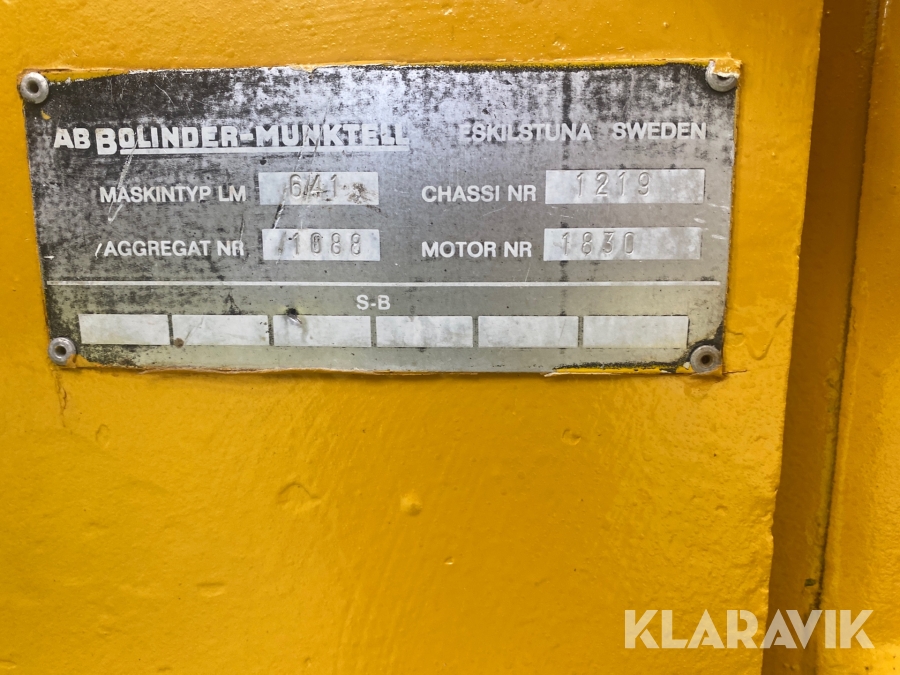 AB BOLINDER-MUNKTELL ESKILSTUNA SWEDEN
MASKINTYP LM 641 CHASSI NR 1219
AGGREGAT NR 1088 MOTOR NR 1830
S-B
KLARAVIK